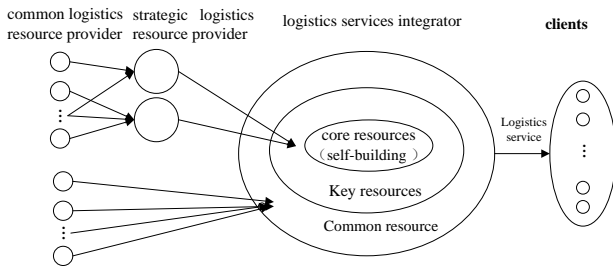 common logistics
resource provider
strategic logistics
resource provider
logistics services integrator
clients
core resources
（self-building ）
Key resources
Common resource
Logistics
service